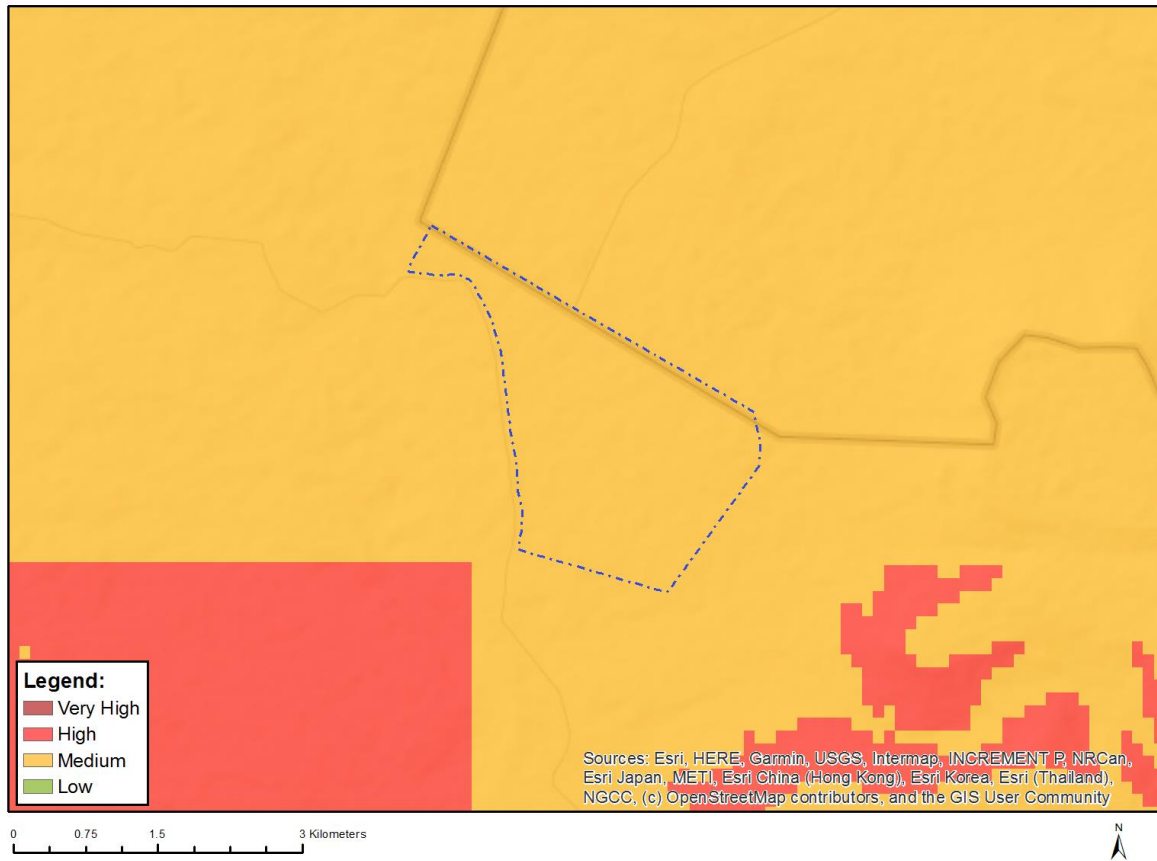 Legend:
Very High
High
Medium
Low
Sources: Esri, HERE, Garmin, USGS, Intermap, INCREMENT P, NRCan,
Esri Japan, METI, Esri China (Hong Kong), Esri Korea, Esri (Thailand),
NGCC, (c) OpenStreetMap contributors, and the GIS User Community
0 0.75 1.5 3 Kilometers
N